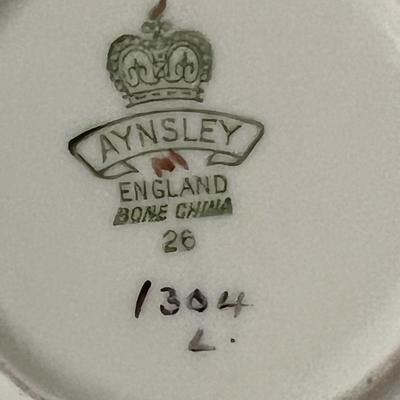 AYNSLEY
ENGLAND
BONE CHINA
26
1304
L.